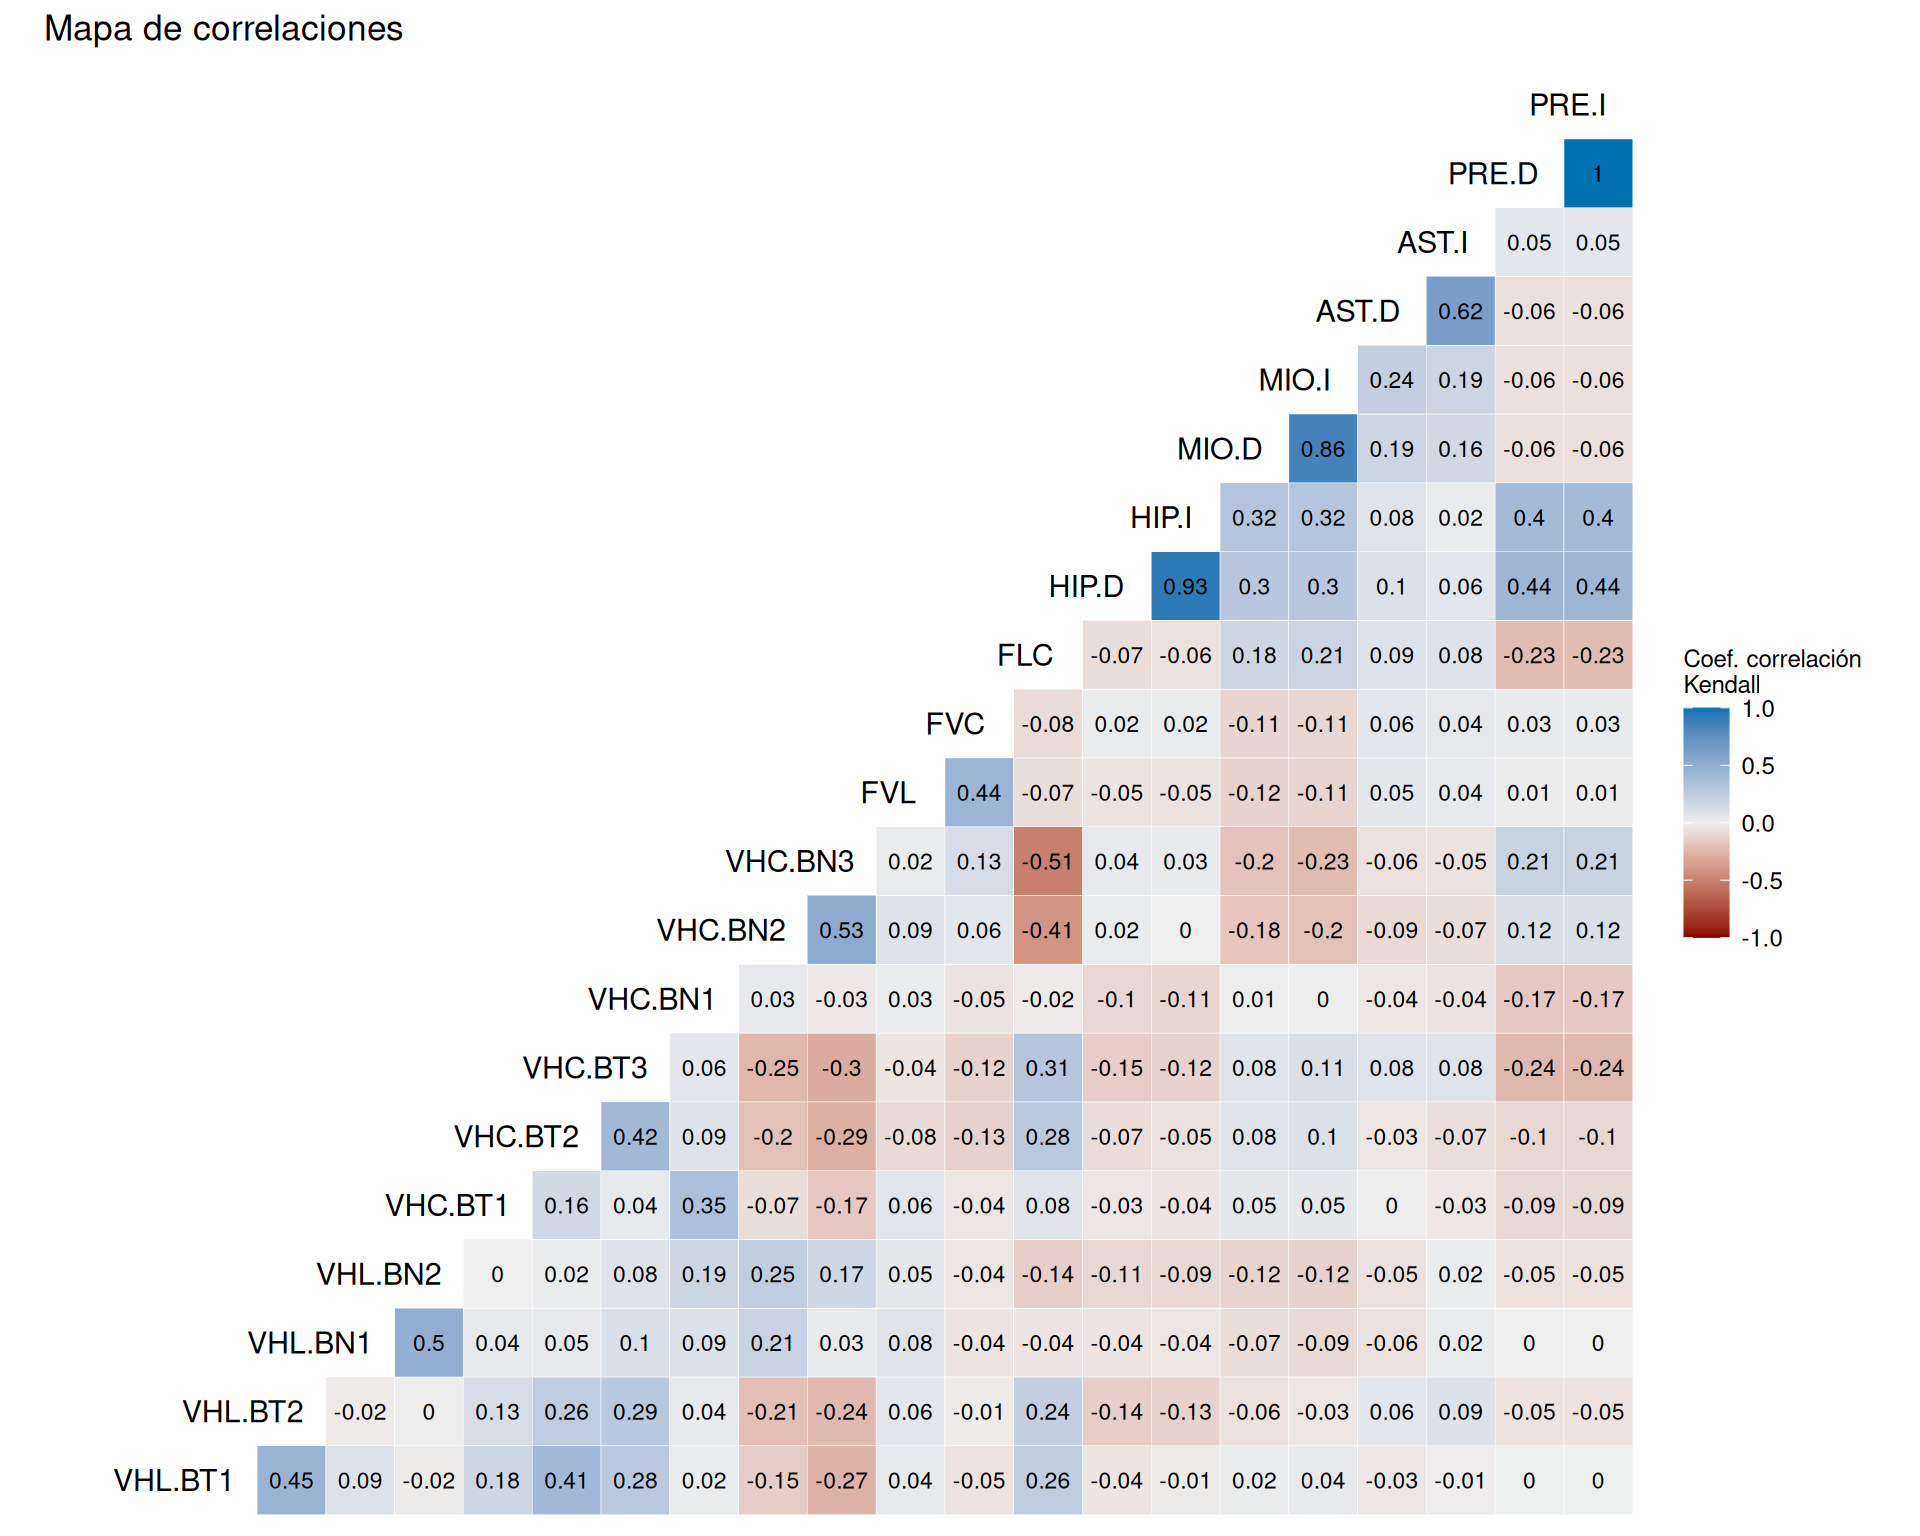 Mapa de correlaciones
PRE.I
PRE.D 1
AST.I 0.05 0.05
AST.D 0.62 -0.06 -0.06
MIO.I 0.24 0.19 -0.06 -0.06
MIO.D 0.86 0.19 0.16 -0.06 -0.06
HIP.I 0.32 0.32 0.08 0.02 0.4 0.4
HIP.D 0.93 0.3 0.3 0.1 0.06 0.44 0.44
FLC -0.07 -0.06 0.18 0.21 0.09 0.08 -0.23 -0.23
FVC -0.08 0.02 0.02 -0.11 -0.11 0.06 0.04 0.03 0.03
FVL 0.44 -0.07 -0.05 -0.05 -0.12 -0.11 0.05 0.04 0.01 0.01
VHC.BN3 0.02 0.13 -0.51 0.04 0.03 -0.2 -0.23 -0.06 -0.05 0.21 0.21
VHC.BN2 0.53 0.09 0.06 -0.41 0.02 0 -0.18 -0.2 -0.09 -0.07 0.12 0.12
VHC.BN1 0.03 -0.03 0.03 -0.05 -0.02 -0.1 -0.11 0.01 0 -0.04 -0.04 -0.17 -0.17
VHC.BT3 0.06 -0.25 -0.3 -0.04 -0.12 0.31 -0.15 -0.12 0.08 0.11 0.08 0.08 -0.24 -0.24
VHC.BT2 0.42 0.09 -0.2 -0.29 -0.08 -0.13 0.28 -0.07 -0.05 0.08 0.1 -0.03 -0.07 -0.1 -0.1
VHC.BT1 0.16 0.04 0.35 -0.07 -0.17 0.06 -0.04 0.08 -0.03 -0.04 0.05 0.05 0 -0.03 -0.09 -0.09
VHL.BN2 0 0.02 0.08 0.19 0.25 0.17 0.05 -0.04 -0.14 -0.11 -0.09 -0.12 -0.12 -0.05 0.02 -0.05 -0.05
VHL.BN1 0.5 0.04 0.05 0.1 0.09 0.21 0.03 0.08 -0.04 -0.04 -0.04 -0.04 -0.07 -0.09 -0.06 0.02 0 0
VHL.BT2 -0.02 0 0.13 0.26 0.29 0.04 -0.21 -0.24 0.06 -0.01 0.24 -0.14 -0.13 -0.06 -0.03 0.06 0.09 -0.05 -0.05
VHL.BT1 0.45 0.09 -0.02 0.18 0.41 0.28 0.02 -0.15 -0.27 0.04 -0.05 0.26 -0.04 -0.01 0.02 0.04 -0.03 -0.01 0 0
Coef. correlación
Kendall
1.0
0.5
0.0
-0.5
-1.0